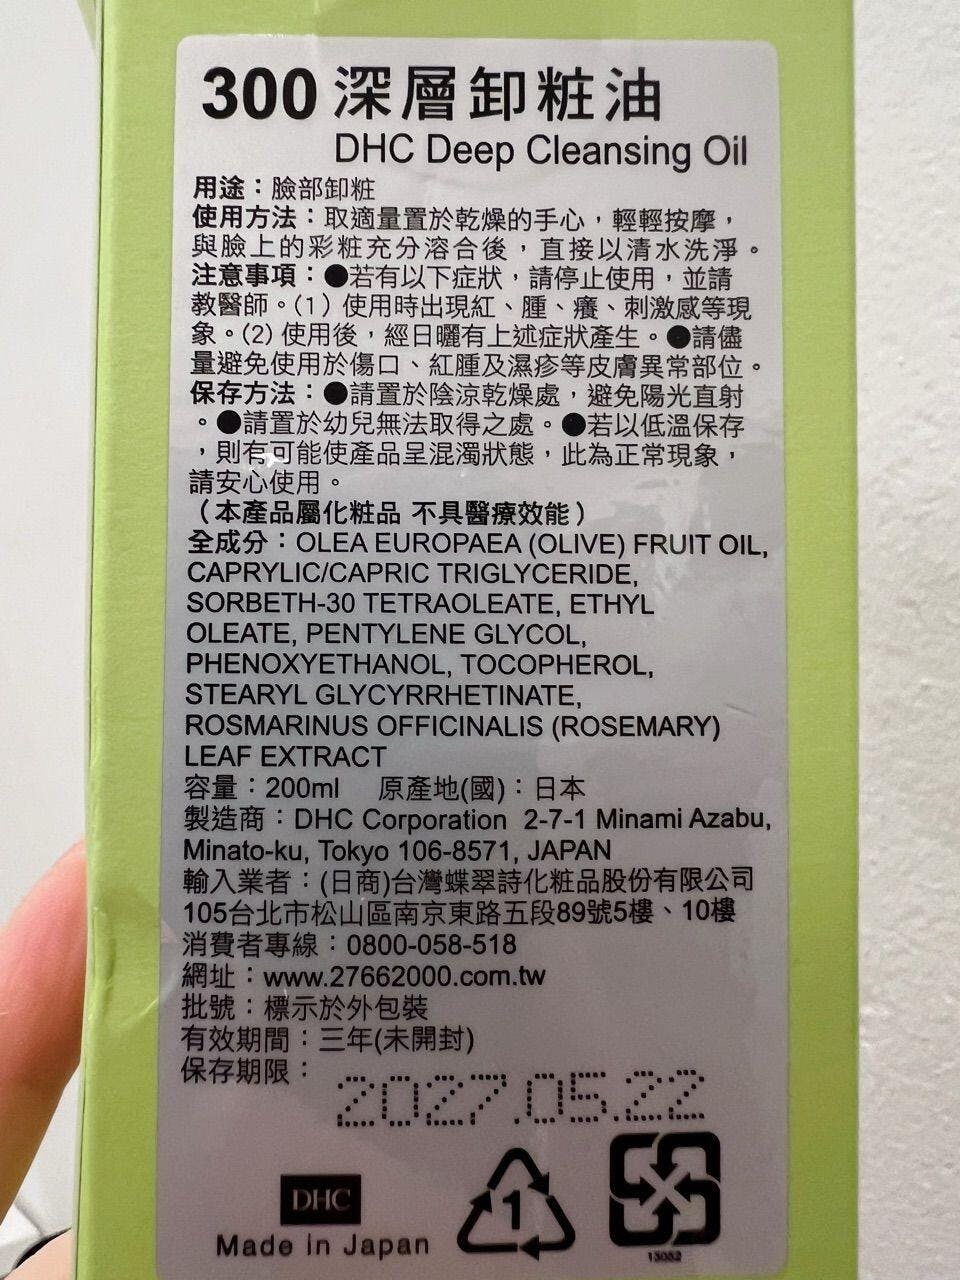 300 深層卸粧油
DHC Deep Cleansing Oil
用途：臉部卸粧
使用方法：取適量置於乾燥的手心，輕輕按摩，
與臉上的彩粧充分溶合後，直接以清水洗淨。
注意事項：●若有以下症狀，請停止使用，並請
教醫師。(1) 使用時出現紅、腫、癢、刺激感等現
象。(2) 使用後，經日曬有上述症狀產生。●請儘
量避免使用於傷口、紅腫及濕疹等皮膚異常部位。
保存方法：●請置於陰涼乾燥處，避免陽光直射
。●請置於幼兒無法取得之處。●若以低溫保存
，則有可能使產品呈混濁狀態，此為正常現象，
請安心使用。
（本產品屬化粧品 不具醫療效能）
全成分：OLEA EUROPAEA (OLIVE) FRUIT OIL,
CAPRYLIC/CAPRIC TRIGLYCERIDE,
SORBETH-30 TETRAOLEATE, ETHYL
OLEATE, PENTYLENE GLYCOL,
PHENOXYETHANOL, TOCOPHEROL,
STEARYL GLYCYRRHETINATE,
ROSMARINUS OFFICINALIS (ROSEMARY)
LEAF EXTRACT
容量：200ml 原產地(國)：日本
製造商：DHC Corporation 2-7-1 Minami Azabu,
Minato-ku, Tokyo 106-8571, JAPAN
輸入業者：(日商)台灣蝶翠詩化粧品股份有限公司
105台北市松山區南京東路五段89號5樓、10樓
消費者專線：0800-058-518
網址：www.27662000.com.tw
批號：標示於外包裝
有效期間：三年(未開封)
保存期限：
2027.05.22
DHC
Made in Japan
1
13052